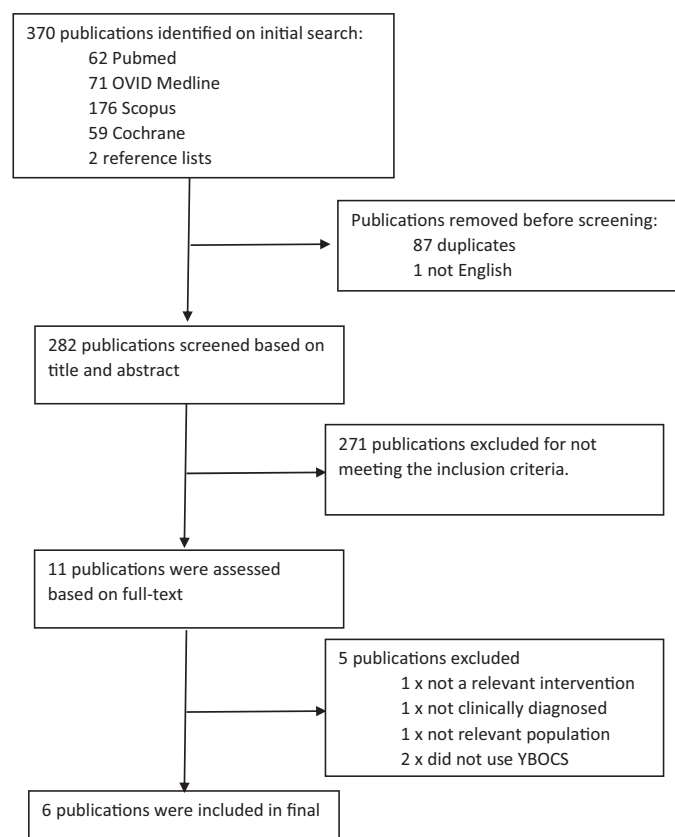 370 publications identified on initial search:
62 Pubmed
71 OVID Medline
176 Scopus
59 Cochrane
2 reference lists
Publications removed before screening:
87 duplicates
1 not English
282 publications screened based on
title and abstract
271 publications excluded for not
meeting the inclusion criteria.
11 publications were assessed
based on full-text
5 publications excluded
1 x not a relevant intervention
1 x not clinically diagnosed
1 x not relevant population
2 x did not use YBOCS
6 publications were included in final